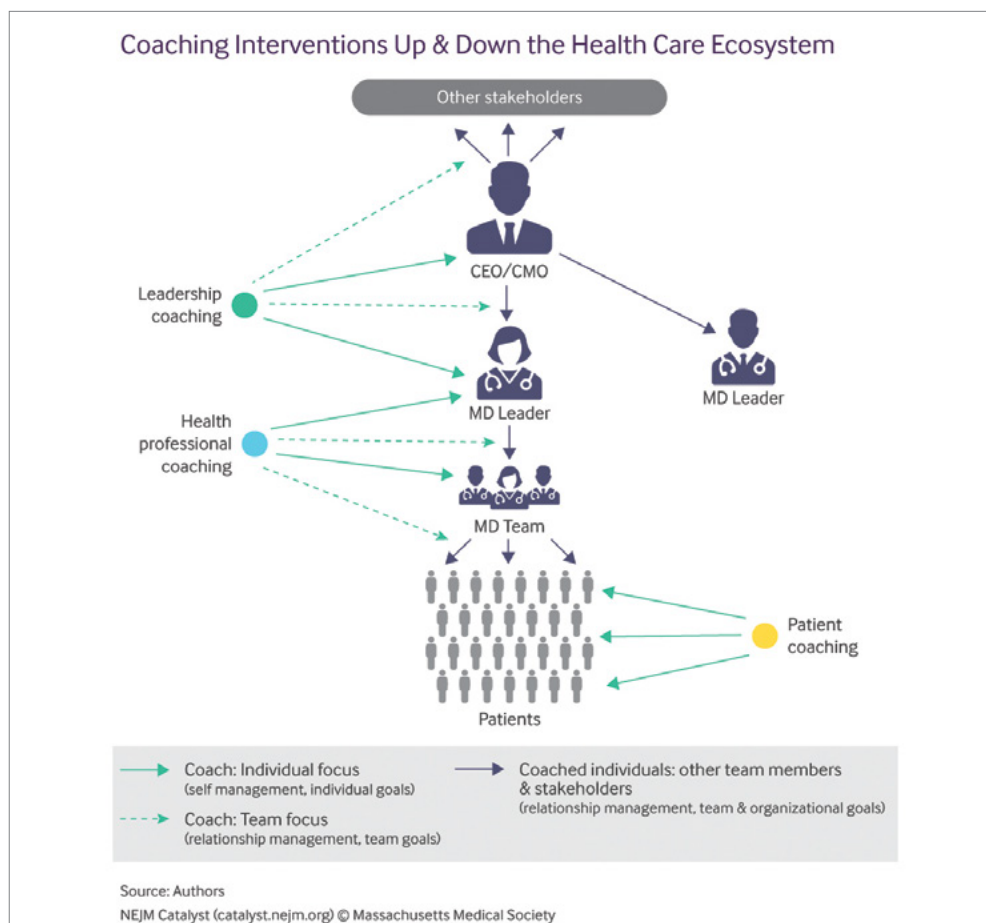 Coaching Interventions Up & Down the Health Care Ecosystem
Other stakeholders
CEO/CMO
Leadership
coaching
MD Leader
MD Leader
Health
professional
coaching
MD Team
Patient
coaching
Patients
Coach: Individual focus
(self management, individual goals)
Coach: Team focus
(relationship management, team goals)
Coached individuals: other team members
& stakeholders
(relationship management, team & organizational goals)
Source: Authors
NEJM Catalyst (catalyst.nejm.org) © Massachusetts Medical Society